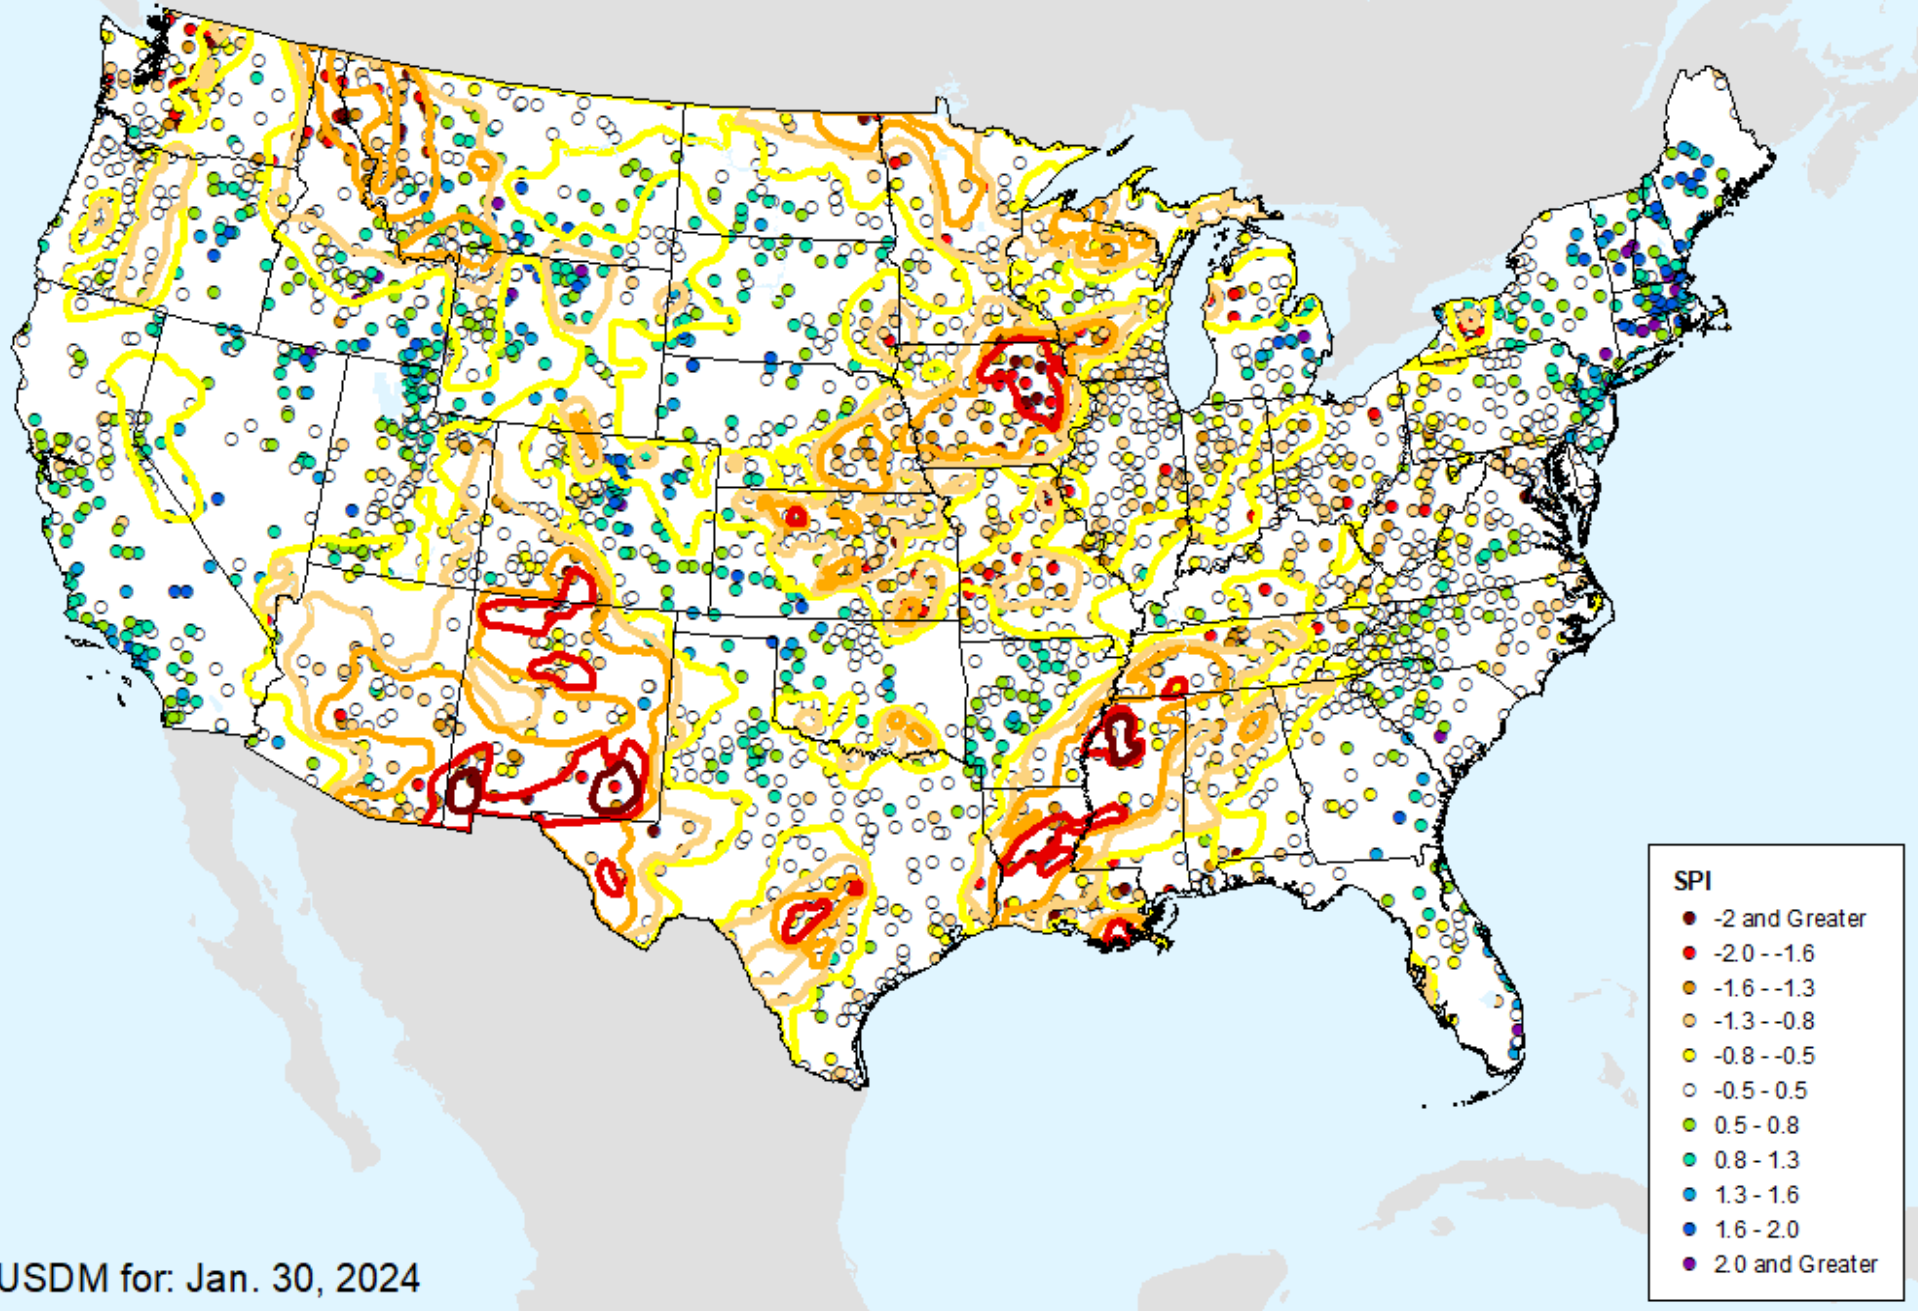 SPI
-2 and Greater
-2.0 - -1.6
-1.6 - -1.3
-1.3 - -0.8
-0.8 - -0.5
-0.5 - 0.5
0.5 - 0.8
0.8 - 1.3
1.3 - 1.6
1.6 - 2.0
2.0 and Greater
USDM for: Jan. 30, 2024